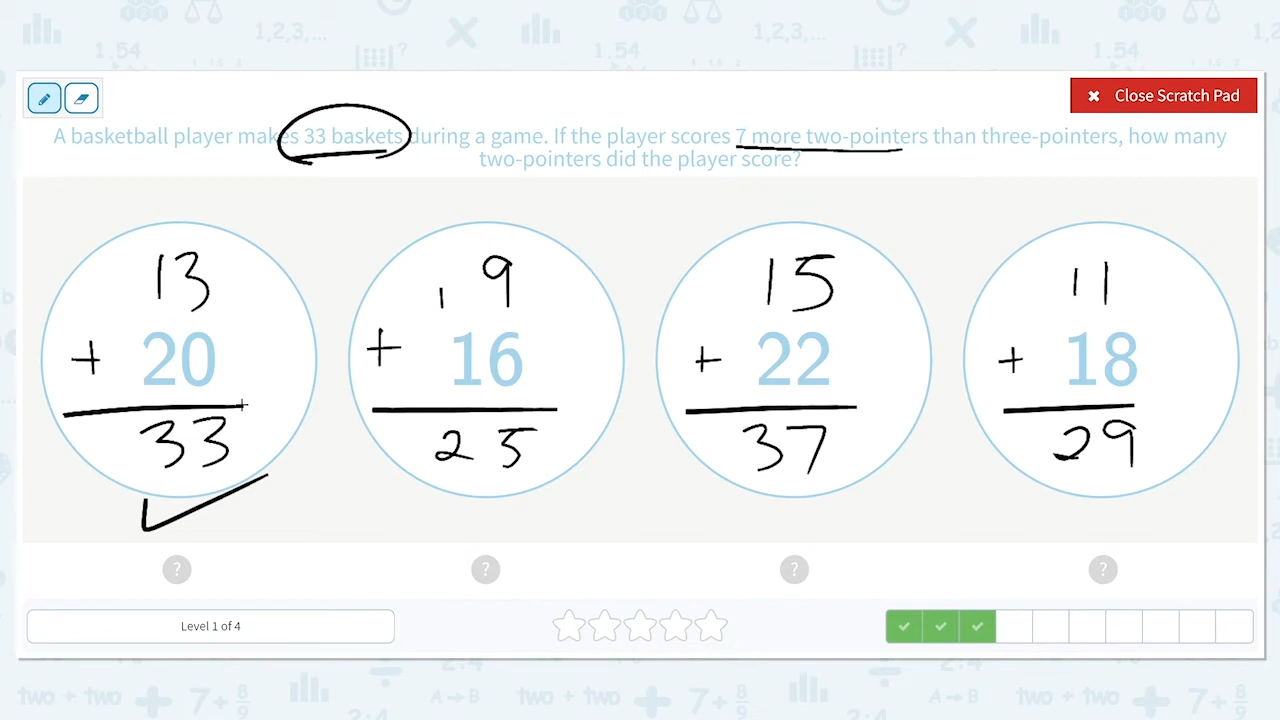 Close Scratch Pad
A basketball player makes 33 baskets during a game. If the player scores 7 more two-pointers than three-pointers, how many
two-pointers did the player score?
13
+ 20
33
1 9
+ 16
25
15
+ 22
37
11
+ 18
29
? ? ? ?
Level 1 of 4